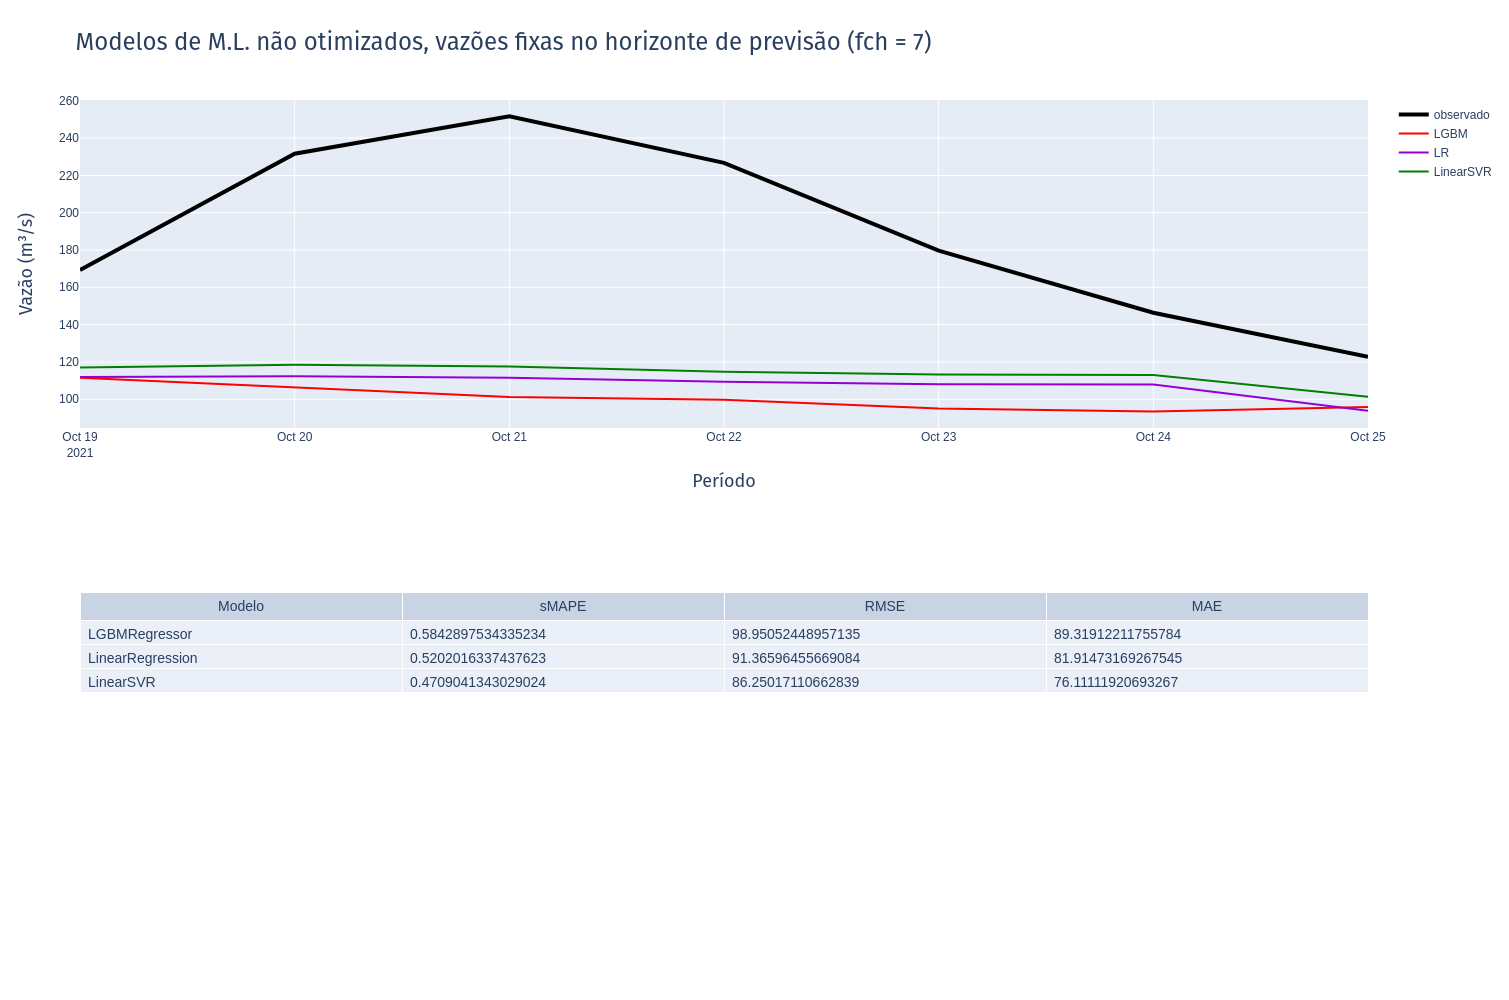 Modelos de M.L. não otimizados, vazões fixas no horizonte de previsão (fch = 7)
Vazão (m³/s)
260
240
220
200
180
160
140
120
100
Oct 19
2021
Oct 20
Oct 21
Oct 22
Oct 23
Oct 24
Oct 25
Período
observado
LGBM
LR
LinearSVR
Modelo sMAPE RMSE MAE
LGBMRegressor 0.5842897534335234 98.95052448957135 89.31912211755784
LinearRegression 0.5202016337437623 91.36596455669084 81.91473169267545
LinearSVR 0.4709041343029024 86.25017110662839 76.11111920693267